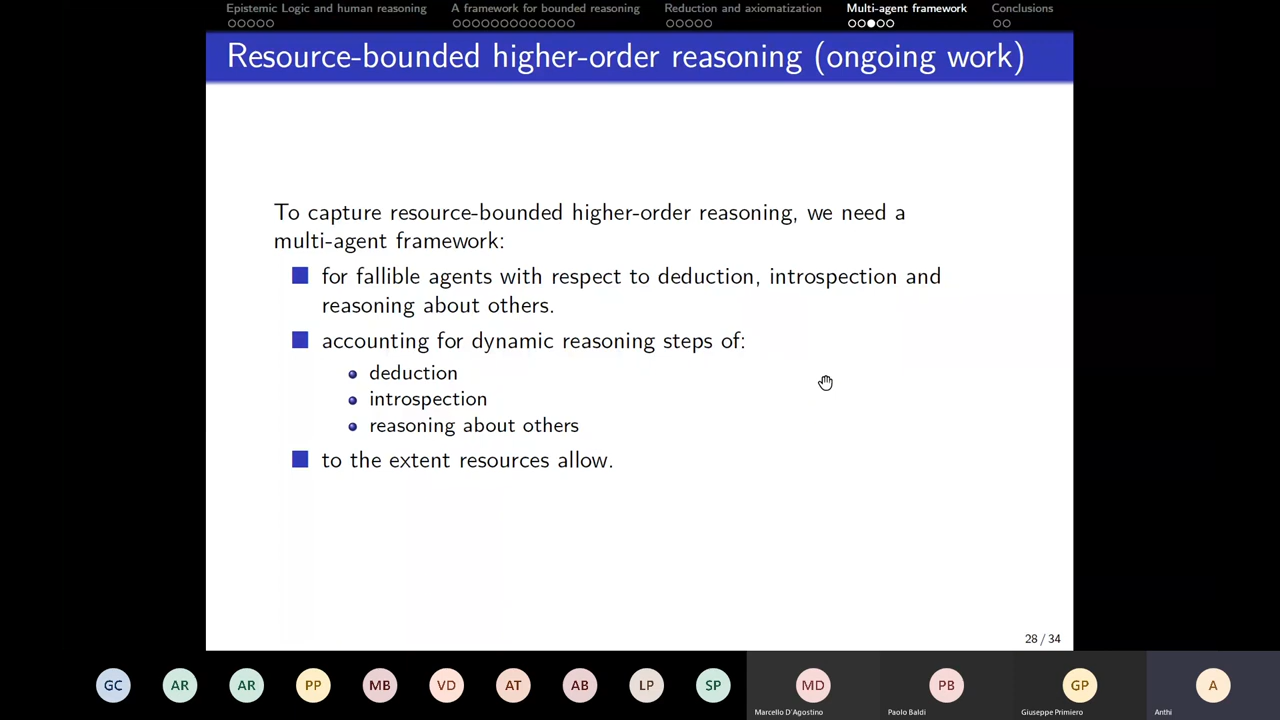 Epistemic Logic and human reasoning
A framework for bounded reasoning
Reduction and axiomatization
Multi-agent framework
Conclusions
Resource-bounded higher-order reasoning (ongoing work)
To capture resource-bounded higher-order reasoning, we need a
multi-agent framework:
for fallible agents with respect to deduction, introspection and
reasoning about others.
accounting for dynamic reasoning steps of:
deduction
introspection
reasoning about others
to the extent resources allow.
28 / 34
GC AR AR PP MB VD AT AB LP SP MD PB GP A
Marcello D'Agostino Paolo Baldi Giuseppe Primiero Anthi